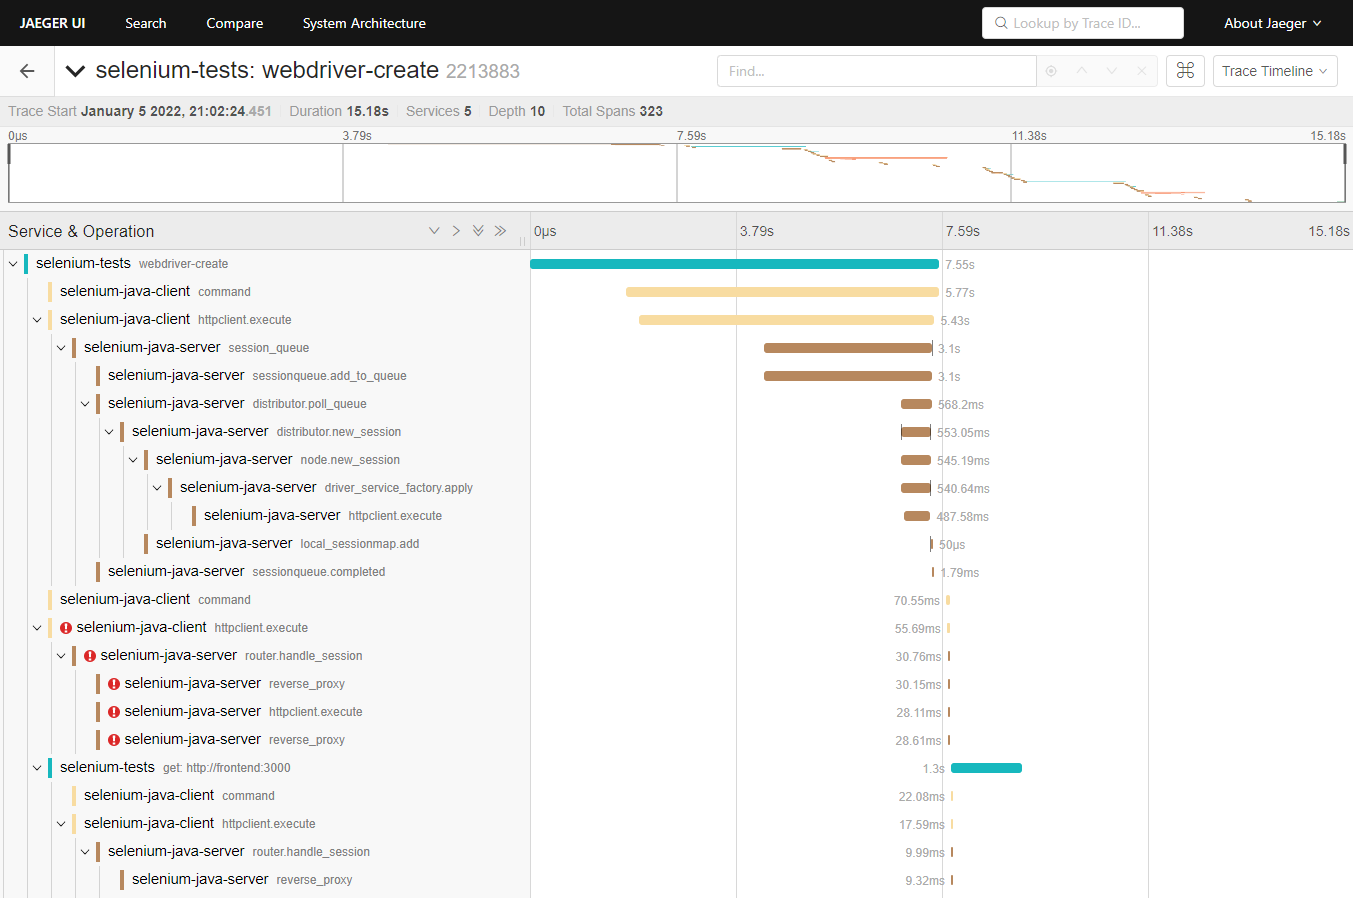 JAEGER UI Search Compare System Architecture Lookup by Trace ID... About Jaeger
selenium-tests: webdriver-create 2213883 Find... ⌘ Trace Timeline
Trace Start January 5 2022, 21:02:24.451 Duration 15.18s Services 5 Depth 10 Total Spans 323
0μs 3.79s 7.59s 11.38s 15.18s
Service & Operation 0μs 3.79s 7.59s 11.38s 15.18s
selenium-tests webdriver-create 7.55s
selenium-java-client command 5.77s
selenium-java-client httpclient.execute 5.43s
selenium-java-server session_queue 3.1s
selenium-java-server sessionqueue.add_to_queue 3.1s
selenium-java-server distributor.poll_queue 568.2ms
selenium-java-server distributor.new_session 553.05ms
selenium-java-server node.new_session 545.19ms
selenium-java-server driver_service_factory.apply 540.64ms
selenium-java-server httpclient.execute 487.58ms
selenium-java-server local_sessionmap.add 50μs
selenium-java-server sessionqueue.completed 1.79ms
selenium-java-client command 70.55ms
selenium-java-client httpclient.execute 55.69ms
selenium-java-server router.handle_session 30.76ms
selenium-java-server reverse_proxy 30.15ms
selenium-java-server httpclient.execute 28.11ms
selenium-java-server reverse_proxy 28.61ms
selenium-tests get: http://frontend:3000 1.3s
selenium-java-client command 22.08ms
selenium-java-client httpclient.execute 17.59ms
selenium-java-server router.handle_session 9.99ms
selenium-java-server reverse_proxy 9.32ms